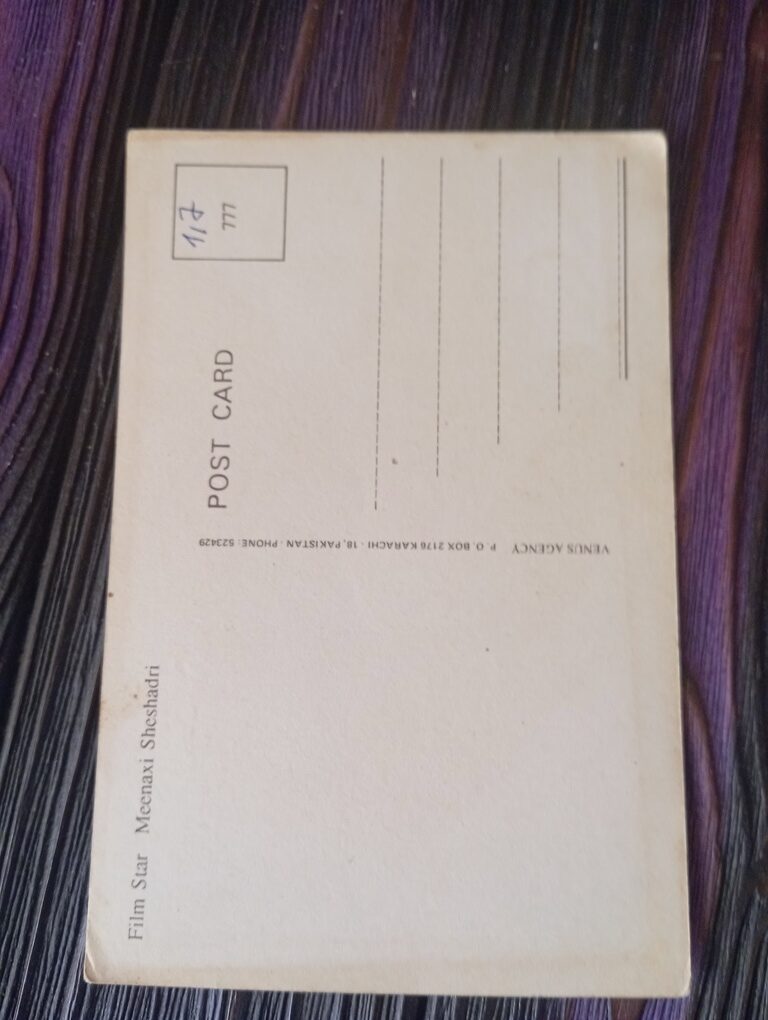 Film Star Meenaxi Sheshadri
POST CARD
1,7
777
VENUS AGENCY P. O. BOX 2176 KARACHI - 18, PAKISTAN - PHONE: 523429